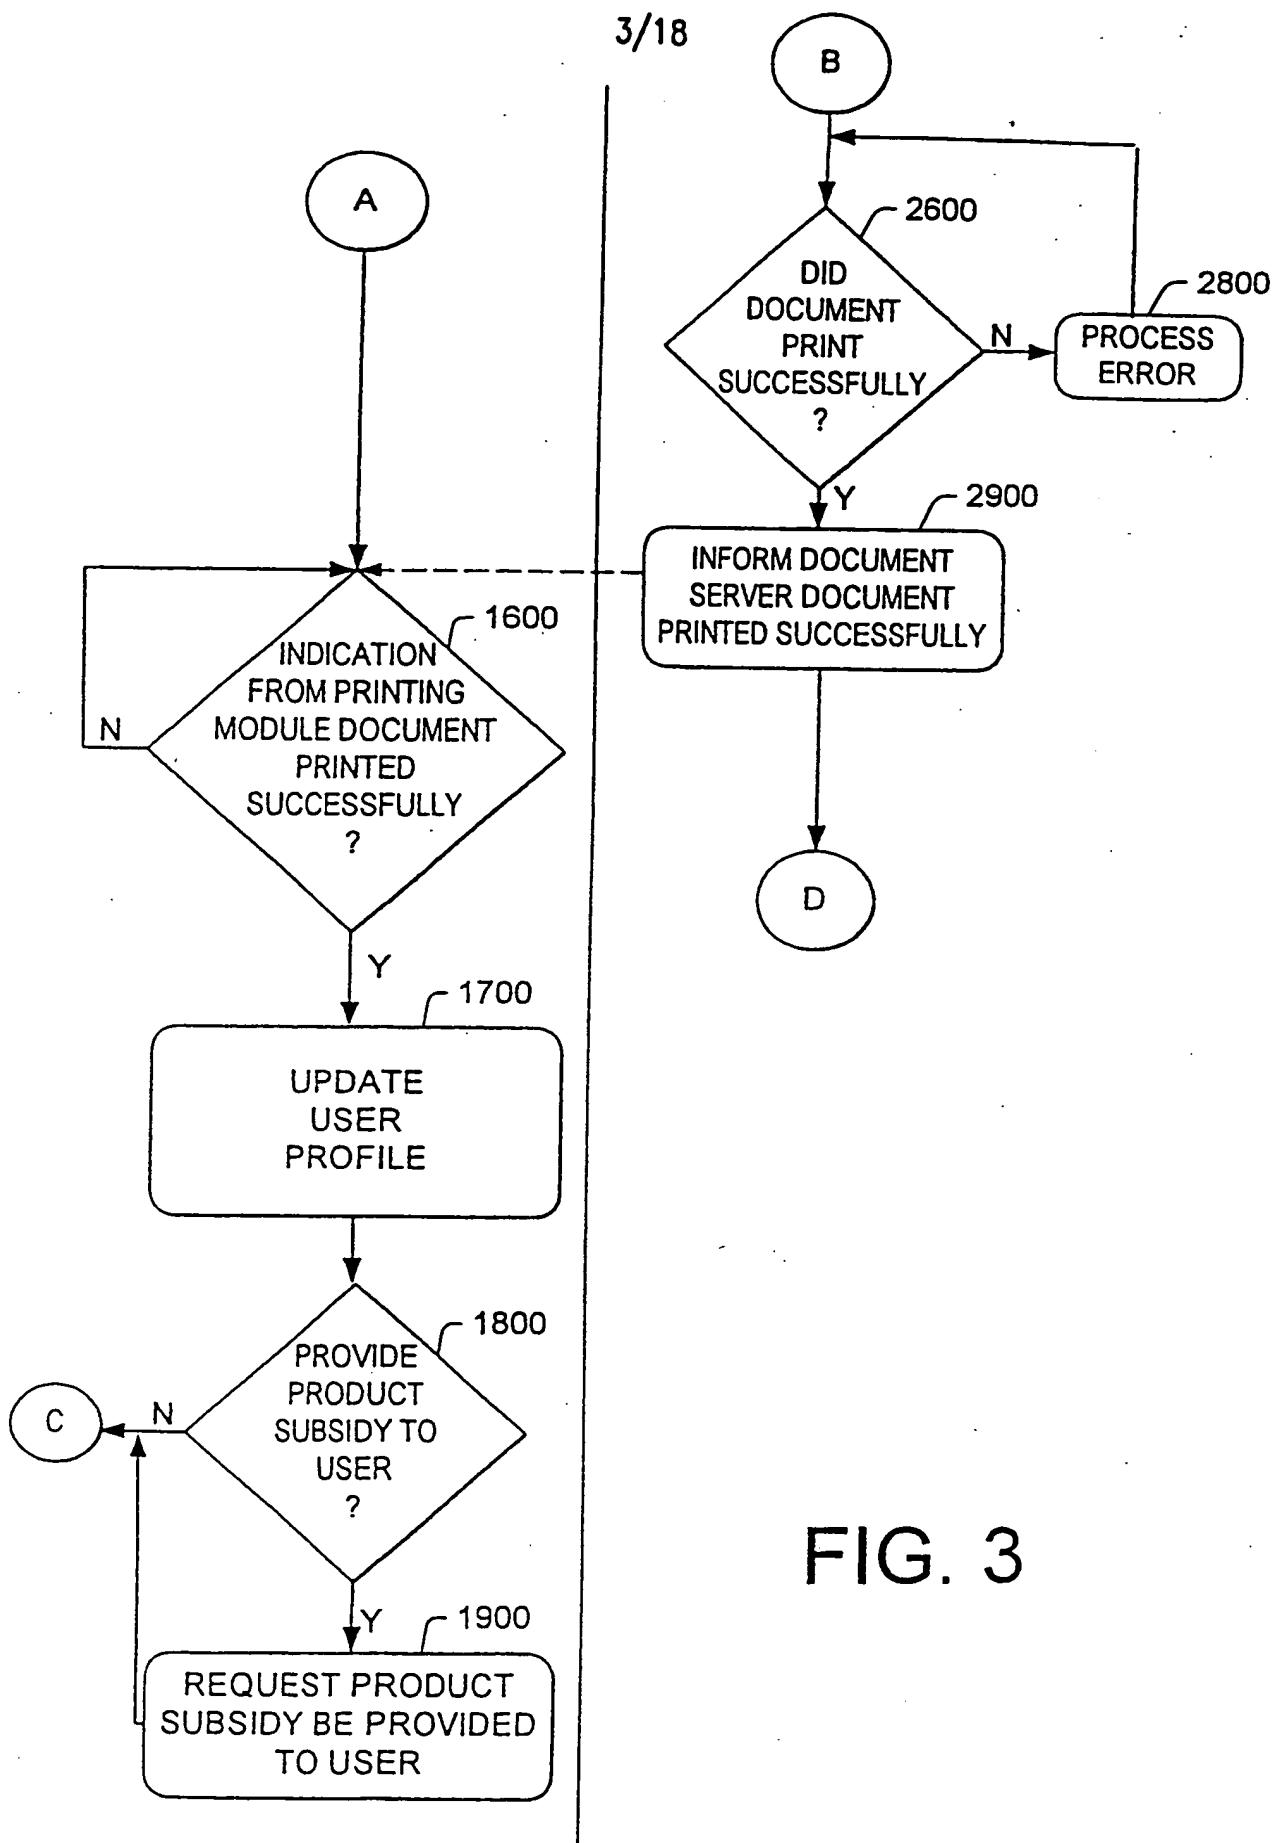 3/18
A
1600
INDICATION
FROM PRINTING
MODULE DOCUMENT
PRINTED
SUCCESSFULLY
?
N
Y
1700
UPDATE
USER
PROFILE
1800
PROVIDE
PRODUCT
SUBSIDY TO
USER
?
N
C
Y
1900
REQUEST PRODUCT
SUBSIDY BE PROVIDED
TO USER
B
2600
DID
DOCUMENT
PRINT
SUCCESSFULLY
?
N
2800
PROCESS
ERROR
Y
2900
INFORM DOCUMENT
SERVER DOCUMENT
PRINTED SUCCESSFULLY
D
FIG. 3